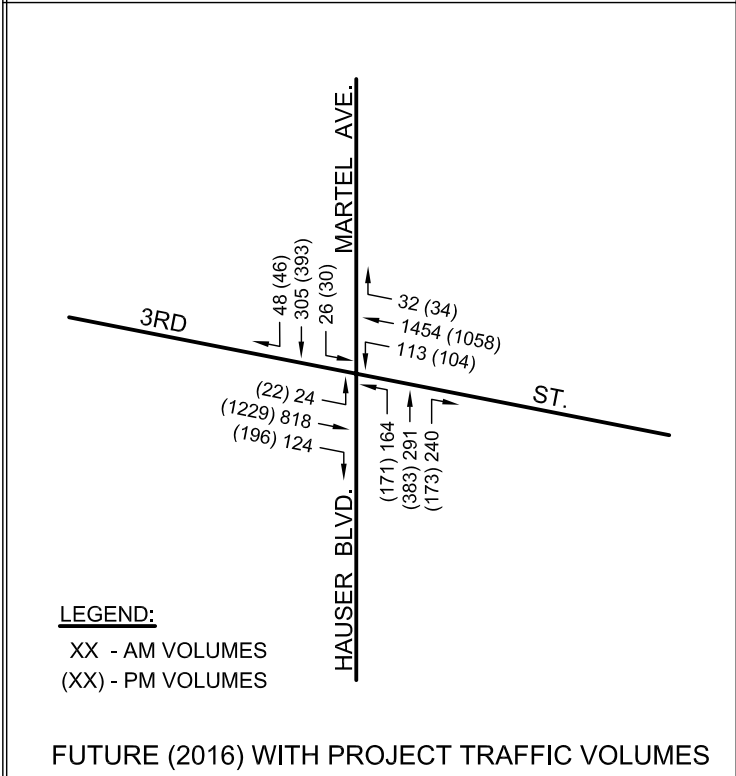 MARTEL AVE.
48 (46)
305 (393)
26 (30)
32 (34)
1454 (1058)
113 (104)
3RD
ST.
(22) 24
(1229) 818
(196) 124
(171) 164
(383) 291
(173) 240
HAUSER BLVD.
LEGEND:
XX - AM VOLUMES
(XX) - PM VOLUMES
FUTURE (2016) WITH PROJECT TRAFFIC VOLUMES